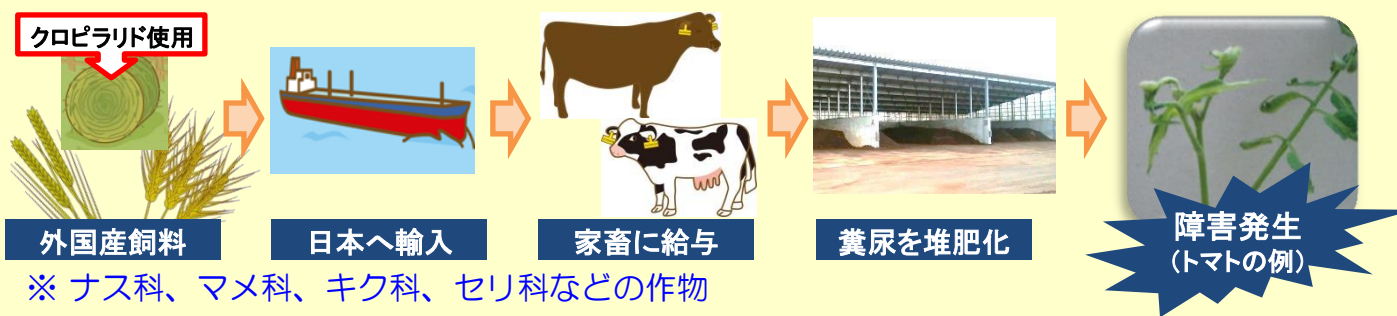 クロピラリド使用
外国産飼料
日本へ輸入
家畜に給与
糞尿を堆肥化
障害発生
（トマトの例）
※ ナス科、マメ科、キク科、セリ科などの作物